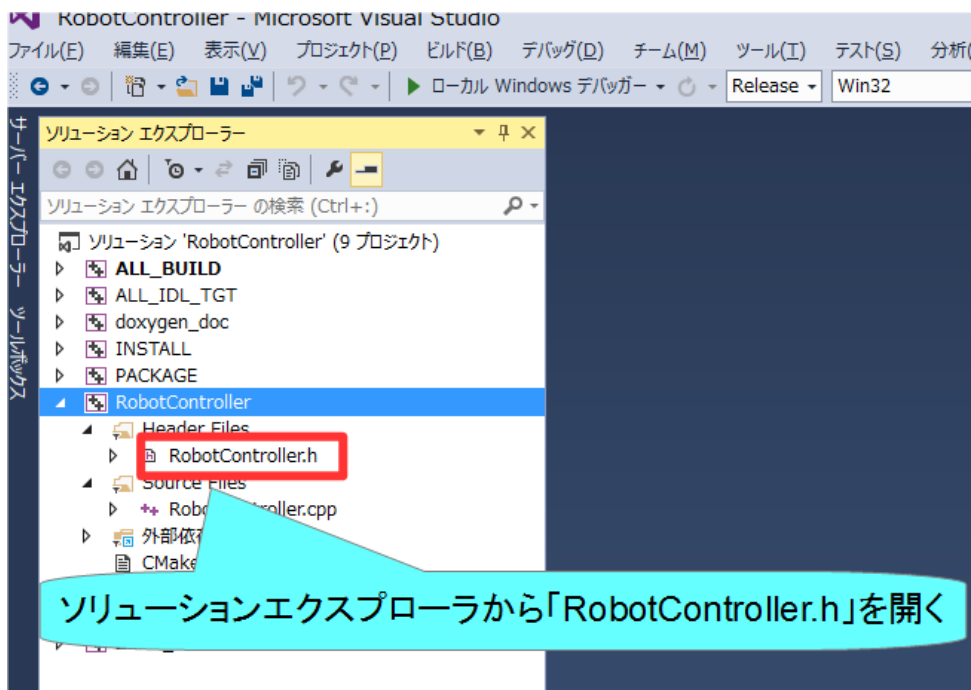 RobotController - Microsoft Visual Studio
ファイル(F) 編集(E) 表示(V) プロジェクト(P) ビルド(B) デバッグ(D) チーム(M) ツール(T) テスト(S) 分析(
ローカル Windows デバッガー Release Win32
サーバー エクスプローラー
ツールボックス
ソリューション エクスプローラー
ソリューション エクスプローラー の検索 (Ctrl+:)
ソリューション 'RobotController' (9 プロジェクト)
ALL_BUILD
ALL_IDL_TGT
doxygen_doc
INSTALL
PACKAGE
RobotController
Header Files
RobotController.h
Source Files
外部依
CMake
ソリューションエクスプローラから「RobotController.h」を開く